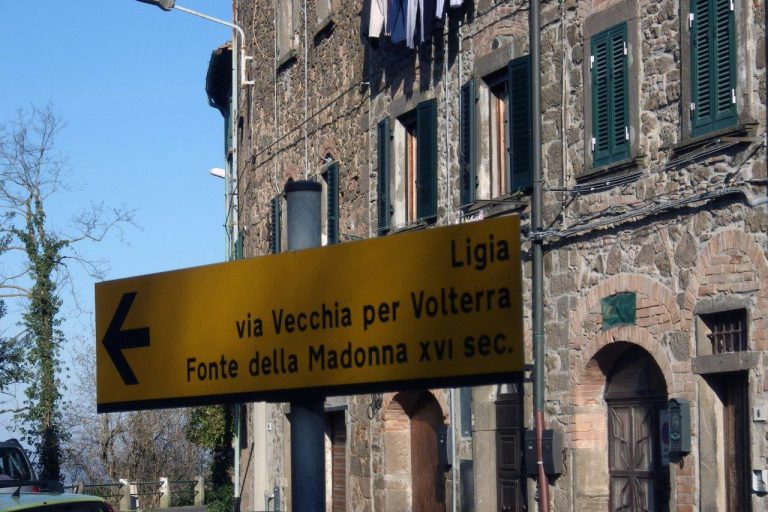 Ligia
via Vecchia per Volterra
Fonte della Madonna XVI sec.